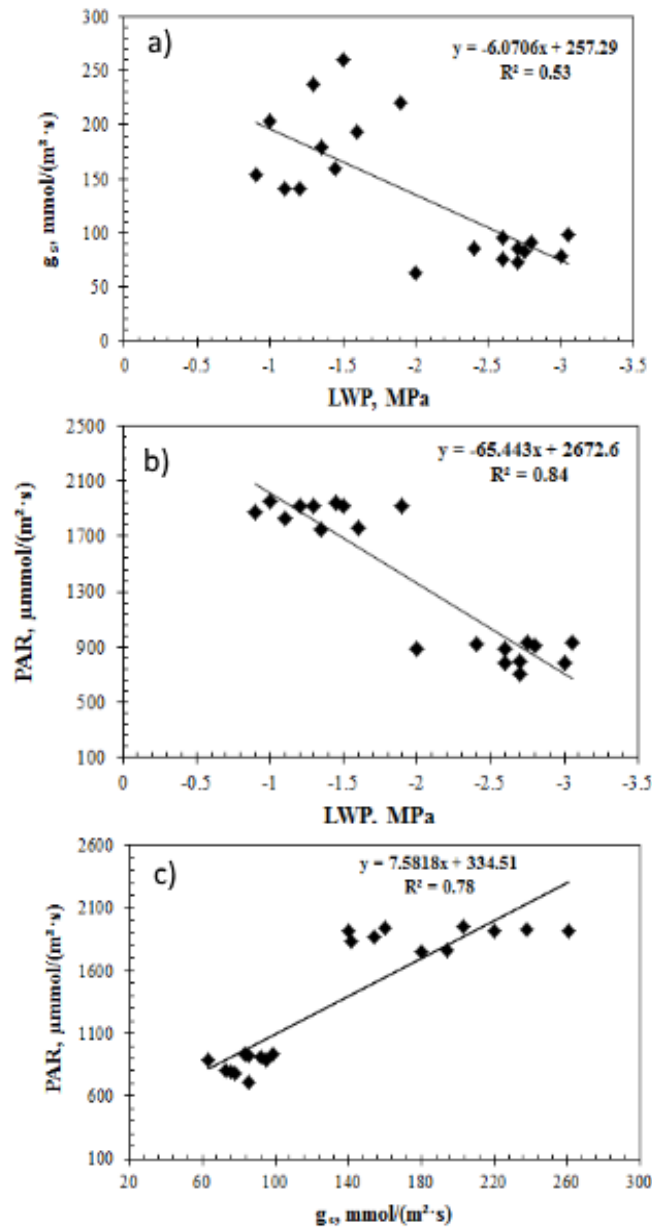 a)
y = -6.0706x + 257.29
R² = 0.53
300
250
200
150
100
50
0
gs, mmol/(m²·s)
0 -0.5 -1 -1.5 -2 -2.5 -3 -3.5
LWP, MPa
b)
y = -65.443x + 2672.6
R² = 0.84
2500
2100
1700
1300
900
500
100
PAR, µmmol/(m²·s)
0 -0.5 -1 -1.5 -2 -2.5 -3 -3.5
LWP. MPa
c)
y = 7.5818x + 334.51
R² = 0.78
2600
2100
1600
1100
600
100
PAR, µmmol/(m²·s)
20 60 100 140 180 220 260 300
gs, mmol/(m²·s)